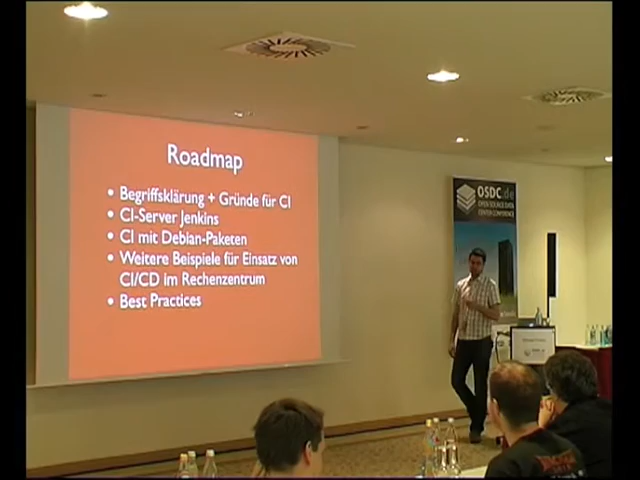 Roadmap
• Begriffsklärung + Gründe für CI
• CI-Server Jenkins
• CI mit Debian-Paketen
• Weitere Beispiele für Einsatz von
CI/CD im Rechenzentrum
• Best Practices
OSDC.de
OPEN SOURCE DATA
CENTER CONFERENCE